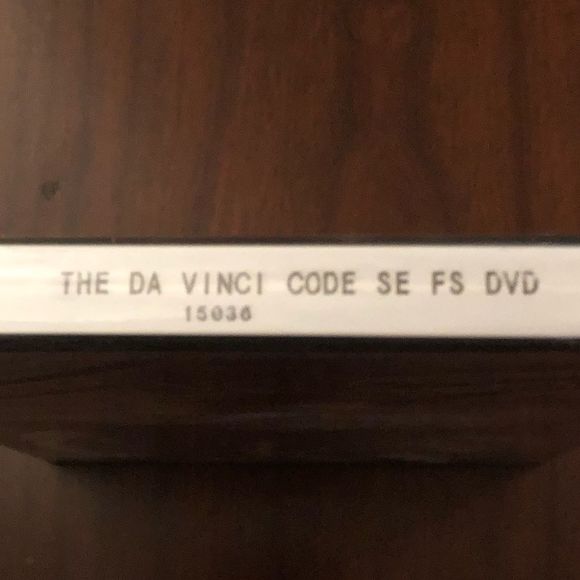 THE DA VINCI CODE SE FS DVD
15036